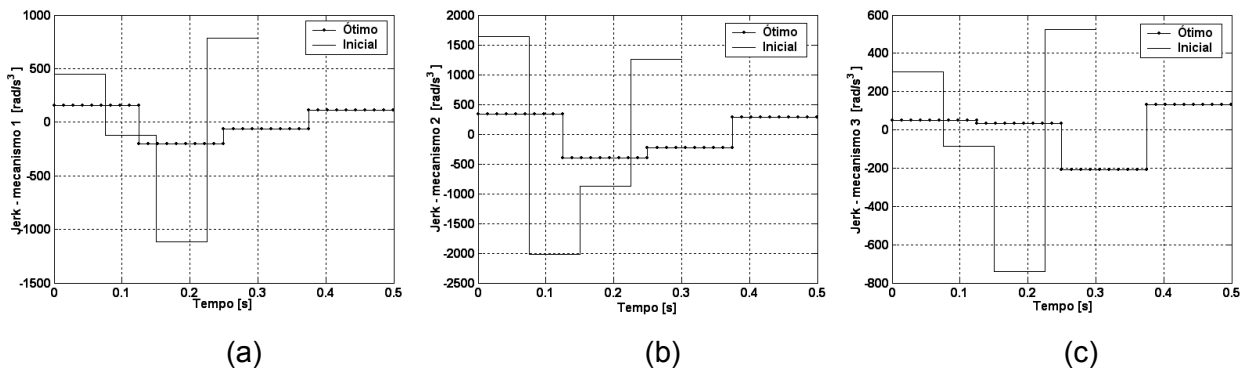 Jerk - mecanismo 1 [rad/s³]
1000
500
0
-500
-1000
-1500
0
0.1
0.2
0.3
0.4
0.5
Tempo [s]
Ótimo
Inicial
(a)
Jerk - mecanismo 2 [rad/s³]
2000
1500
1000
500
0
-500
-1000
-1500
-2000
-2500
0
0.1
0.2
0.3
0.4
0.5
Tempo [s]
Ótimo
Inicial
(b)
Jerk - mecanismo 3 [rad/s³]
600
400
200
0
-200
-400
-600
-800
0
0.1
0.2
0.3
0.4
0.5
Tempo [s]
Ótimo
Inicial
(c)